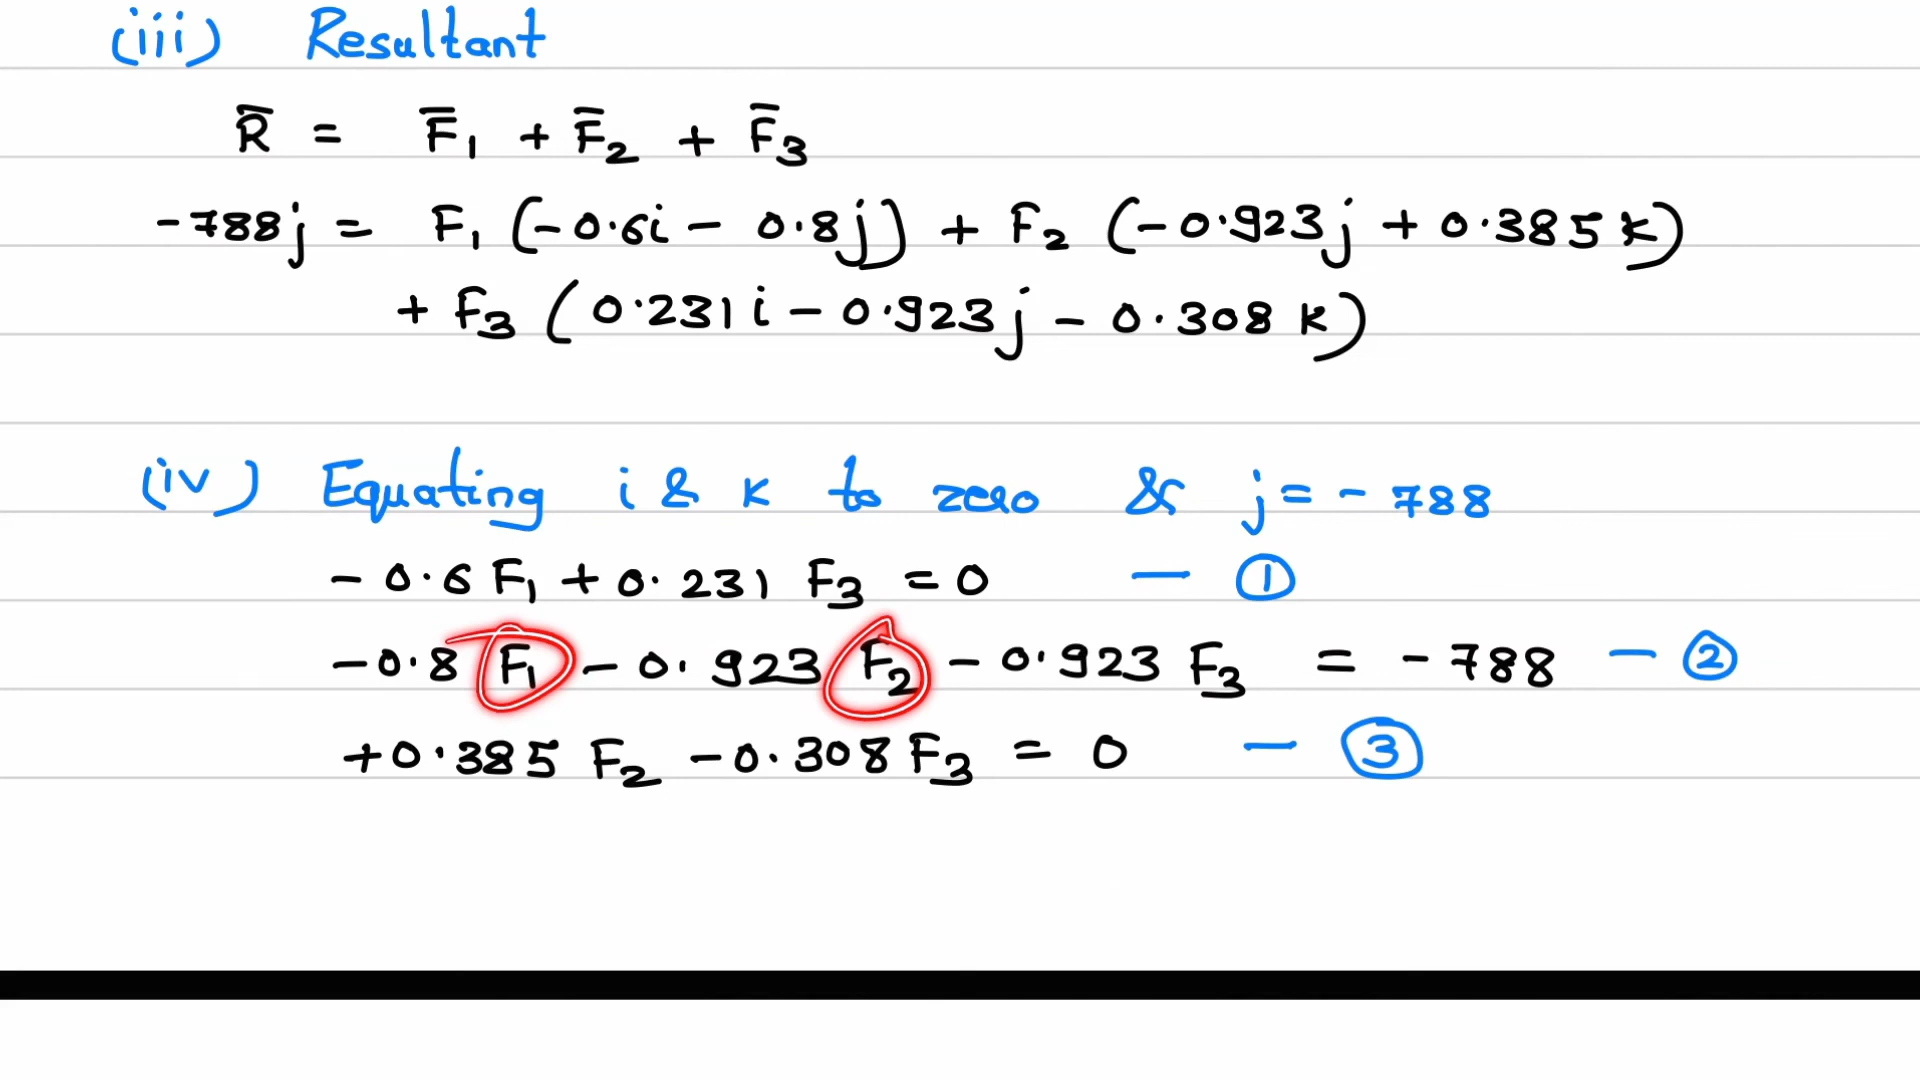 (iii) Resultant
R̄ = F̄₁ + F̄₂ + F̄₃
-788j = F₁ (-0.6i - 0.8j) + F₂ (-0.923j + 0.385k)
+ F₃ (0.231i - 0.923j - 0.308k)
(iv) Equating i & k to zero & j = -788
-0.6 F₁ + 0.231 F₃ = 0 — ①
-0.8 F₁ - 0.923 F₂ - 0.923 F₃ = -788 — ②
+0.385 F₂ - 0.308 F₃ = 0 — ③